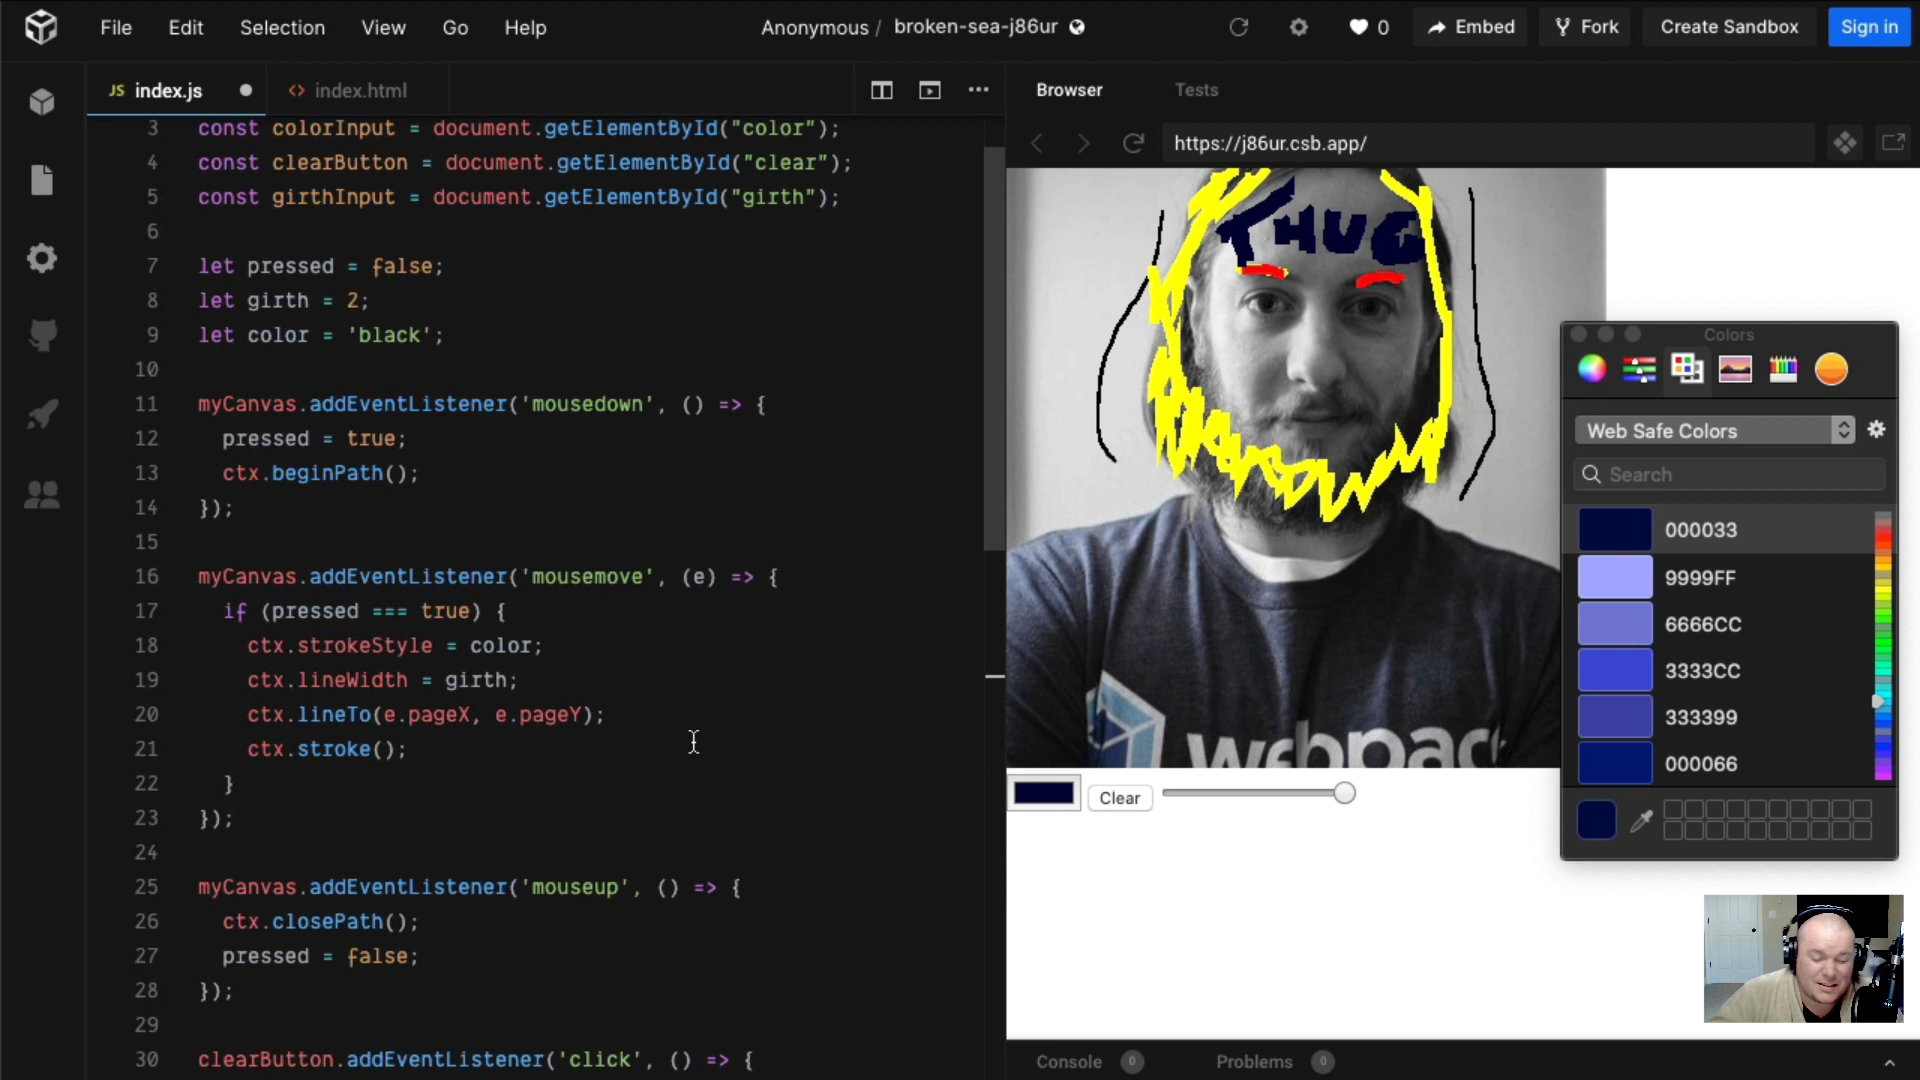 File Edit Selection View Go Help
Anonymous / broken-sea-j86ur
0 Embed Fork Create Sandbox Sign in
JS index.js <> index.html
Browser Tests
https://j86ur.csb.app/
3 const colorInput = document.getElementById("color");
4 const clearButton = document.getElementById("clear");
5 const girthInput = document.getElementById("girth");
6
7 let pressed = false;
8 let girth = 2;
9 let color = 'black';
10
11 myCanvas.addEventListener('mousedown', () => {
12 pressed = true;
13 ctx.beginPath();
14 });
15
16 myCanvas.addEventListener('mousemove', (e) => {
17 if (pressed === true) {
18 ctx.strokeStyle = color;
19 ctx.lineWidth = girth;
20 ctx.lineTo(e.pageX, e.pageY);
21 ctx.stroke();
22 }
23 });
24
25 myCanvas.addEventListener('mouseup', () => {
26 ctx.closePath();
27 pressed = false;
28 });
29
30 clearButton.addEventListener('click', () => {
THUG
webpac
Clear
Colors
Web Safe Colors
Search
000033
9999FF
6666CC
3333CC
333399
000066
Console 0 Problems 0